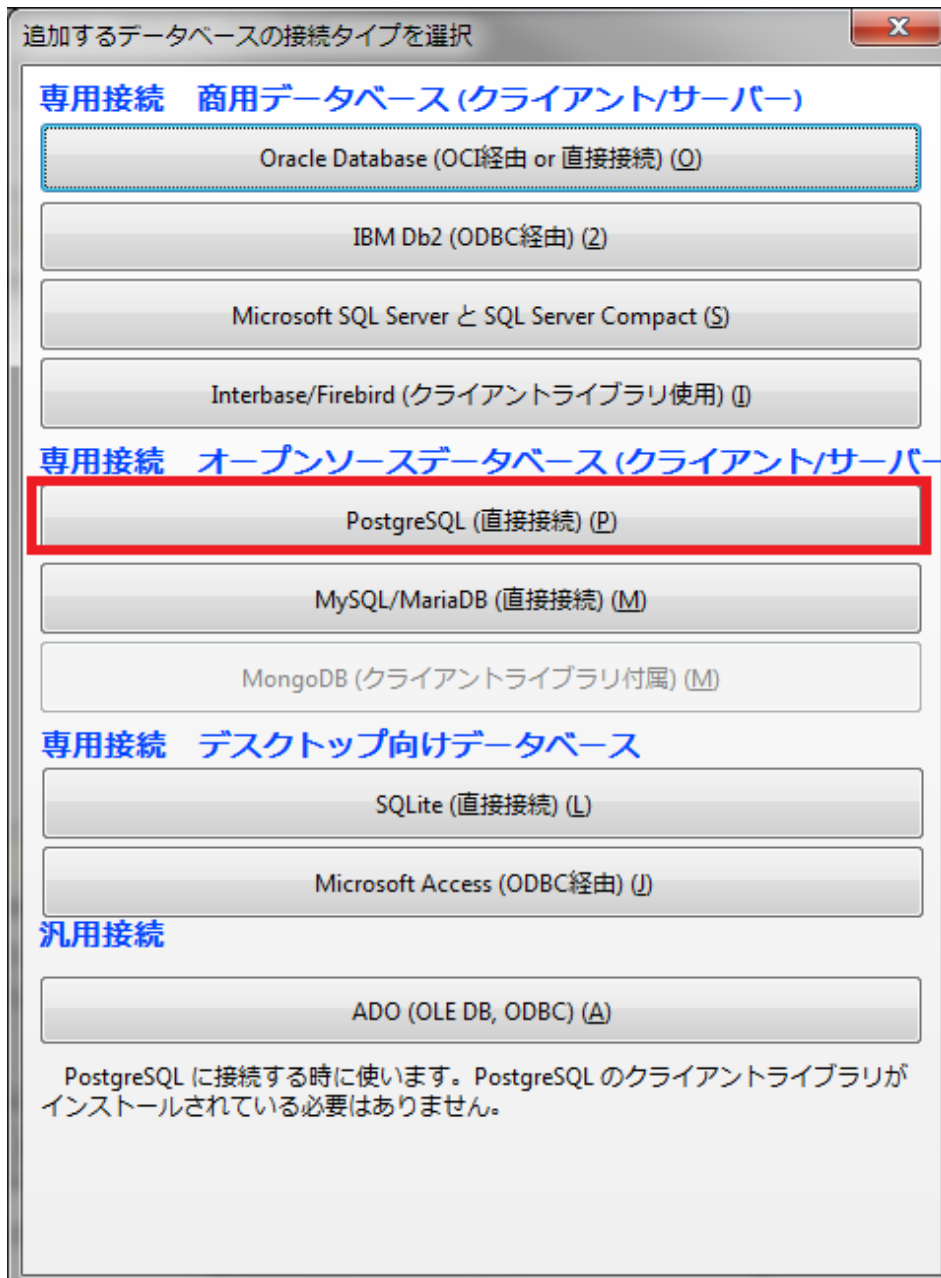 追加するデータベースの接続タイプを選択
専用接続　商用データベース (クライアント/サーバー)
Oracle Database (OCI経由 or 直接接続) (O)
IBM Db2 (ODBC経由) (2)
Microsoft SQL Server と SQL Server Compact (S)
Interbase/Firebird (クライアントライブラリ使用) (I)
専用接続　オープンソースデータベース (クライアント/サーバー
PostgreSQL (直接接続) (P)
MySQL/MariaDB (直接接続) (M)
MongoDB (クライアントライブラリ付属) (M)
専用接続　デスクトップ向けデータベース
SQLite (直接接続) (L)
Microsoft Access (ODBC経由) (J)
汎用接続
ADO (OLE DB, ODBC) (A)
PostgreSQL に接続する時に使います。PostgreSQL のクライアントライブラリが
インストールされている必要はありません。